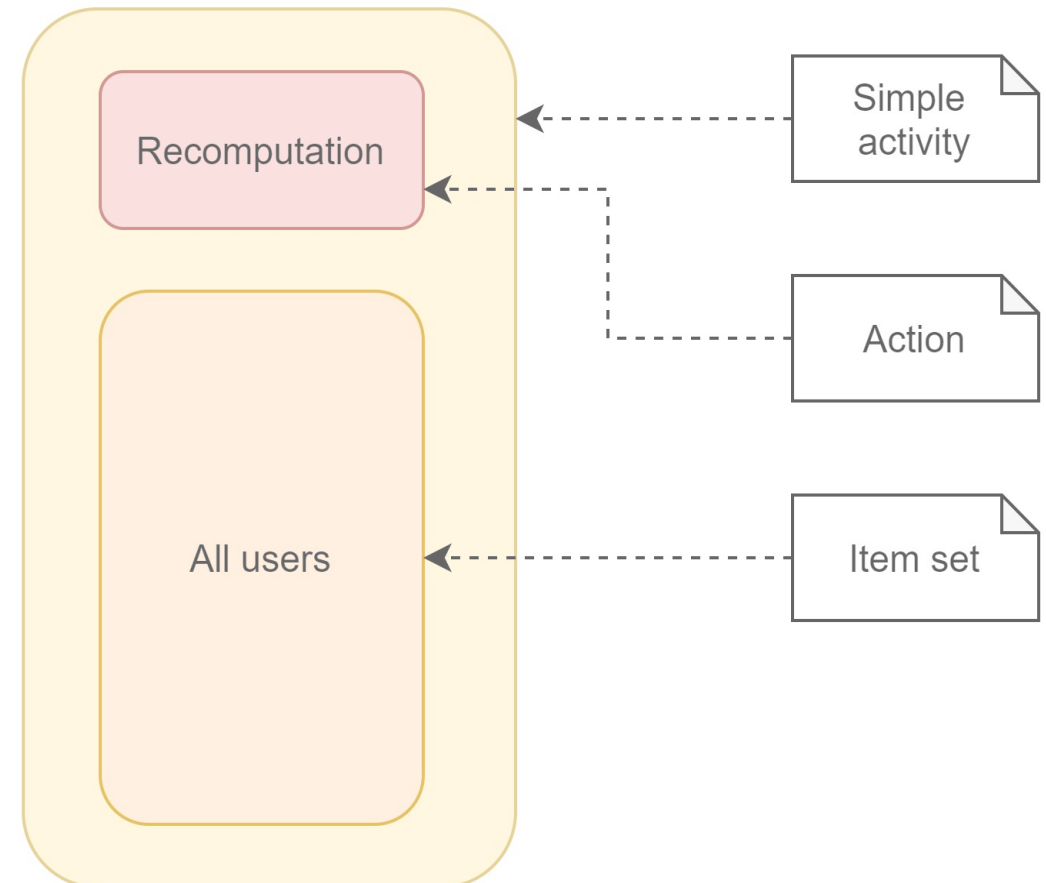 Simple
activity
Recomputation
Action
All users
Item set